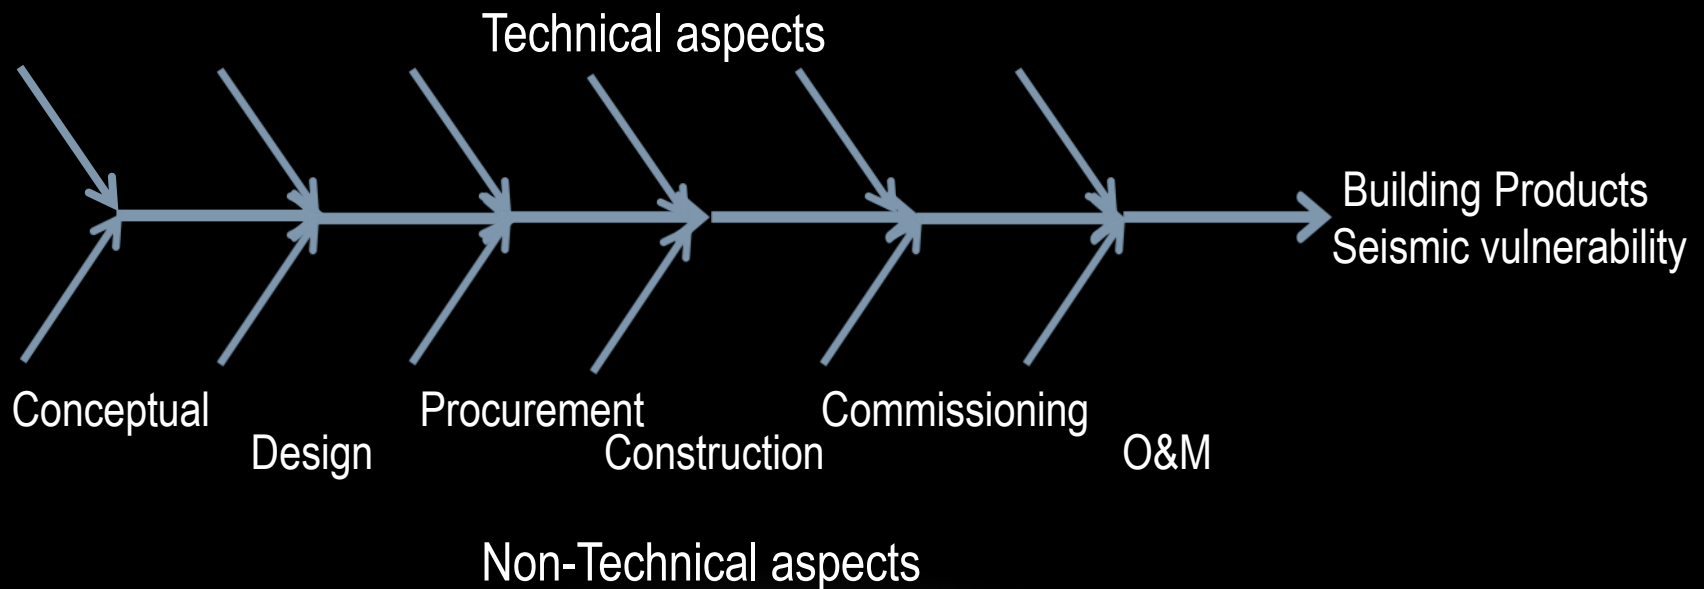 Technical aspects
Building Products
Seismic vulnerability
Conceptual
Design
Procurement
Construction
Commissioning
O&M
Non-Technical aspects